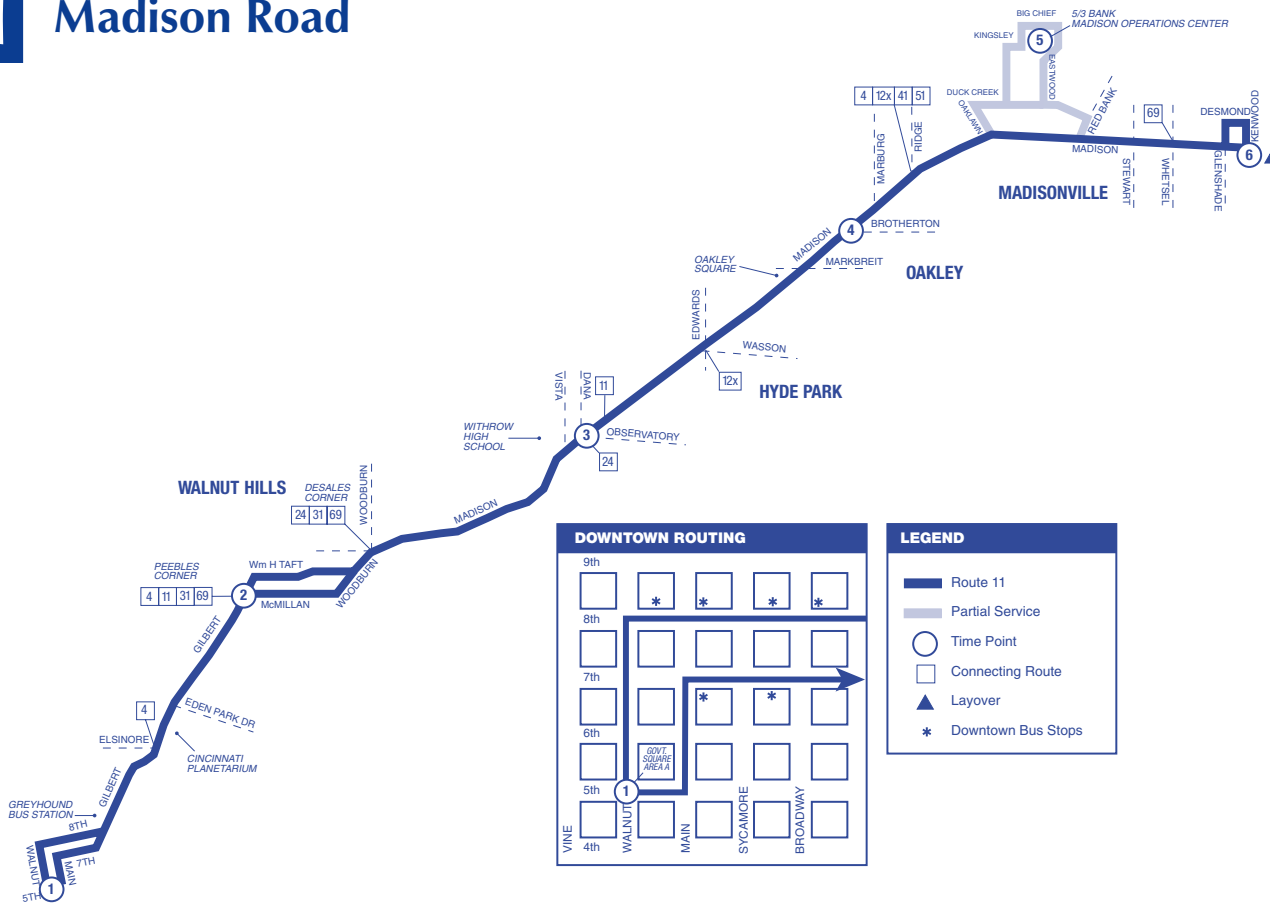 Madison Road
BIG CHIEF
5/3 BANK
MADISON OPERATIONS CENTER
KINGSLEY
5
EASTWOOD
DUCK CREEK
OAKLAWN
RED BANK
4 12x 41 51
MARBURG
RIDGE
69
DESMOND
KENWOOD
MADISON
6
STEWART
WHETSEL
GLENSHADE
MADISONVILLE
4
BROTHERTON
MADISON
MARKBREIT
OAKLEY
SQUARE
OAKLEY
EDWARDS
WASSON
12x
HYDE PARK
VISTA
DANA
11
WITHROW
HIGH
SCHOOL
3
OBSERVATORY
24
WALNUT HILLS
DESALES
CORNER
24 31 69
WOODBURN
MADISON
PEEBLES
CORNER
4 11 31 69
Wm H TAFT
2
McMILLAN
WOODBURN
GILBERT
4
EDEN PARK DR
ELSINORE
CINCINNATI
PLANETARIUM
GILBERT
GREYHOUND
BUS STATION
8TH
7TH
WALNUT
MAIN
5TH
1
DOWNTOWN ROUTING
9th
8th
7th
6th
5th
4th
GOVT.
SQUARE
AREA A
1
VINE
WALNUT
MAIN
SYCAMORE
BROADWAY
LEGEND
Route 11
Partial Service
Time Point
Connecting Route
Layover
Downtown Bus Stops